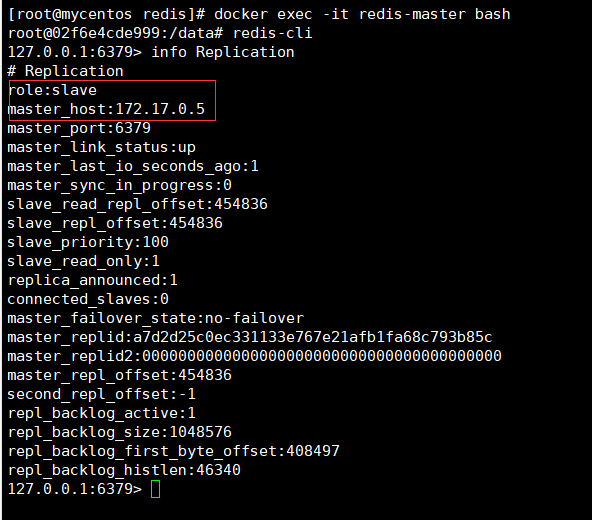 [root@mycentos redis]# docker exec -it redis-master bash
root@02f6e4cde999:/data# redis-cli
127.0.0.1:6379> info Replication
# Replication
role:slave
master_host:172.17.0.5
master_port:6379
master_link_status:up
master_last_io_seconds_ago:1
master_sync_in_progress:0
slave_read_repl_offset:454836
slave_repl_offset:454836
slave_priority:100
slave_read_only:1
replica_announced:1
connected_slaves:0
master_failover_state:no-failover
master_replid:a7d2d25c0ec331133e767e21afb1fa68c793b85c
master_replid2:0000000000000000000000000000000000000000
master_repl_offset:454836
second_repl_offset:-1
repl_backlog_active:1
repl_backlog_size:1048576
repl_backlog_first_byte_offset:408497
repl_backlog_histlen:46340
127.0.0.1:6379>